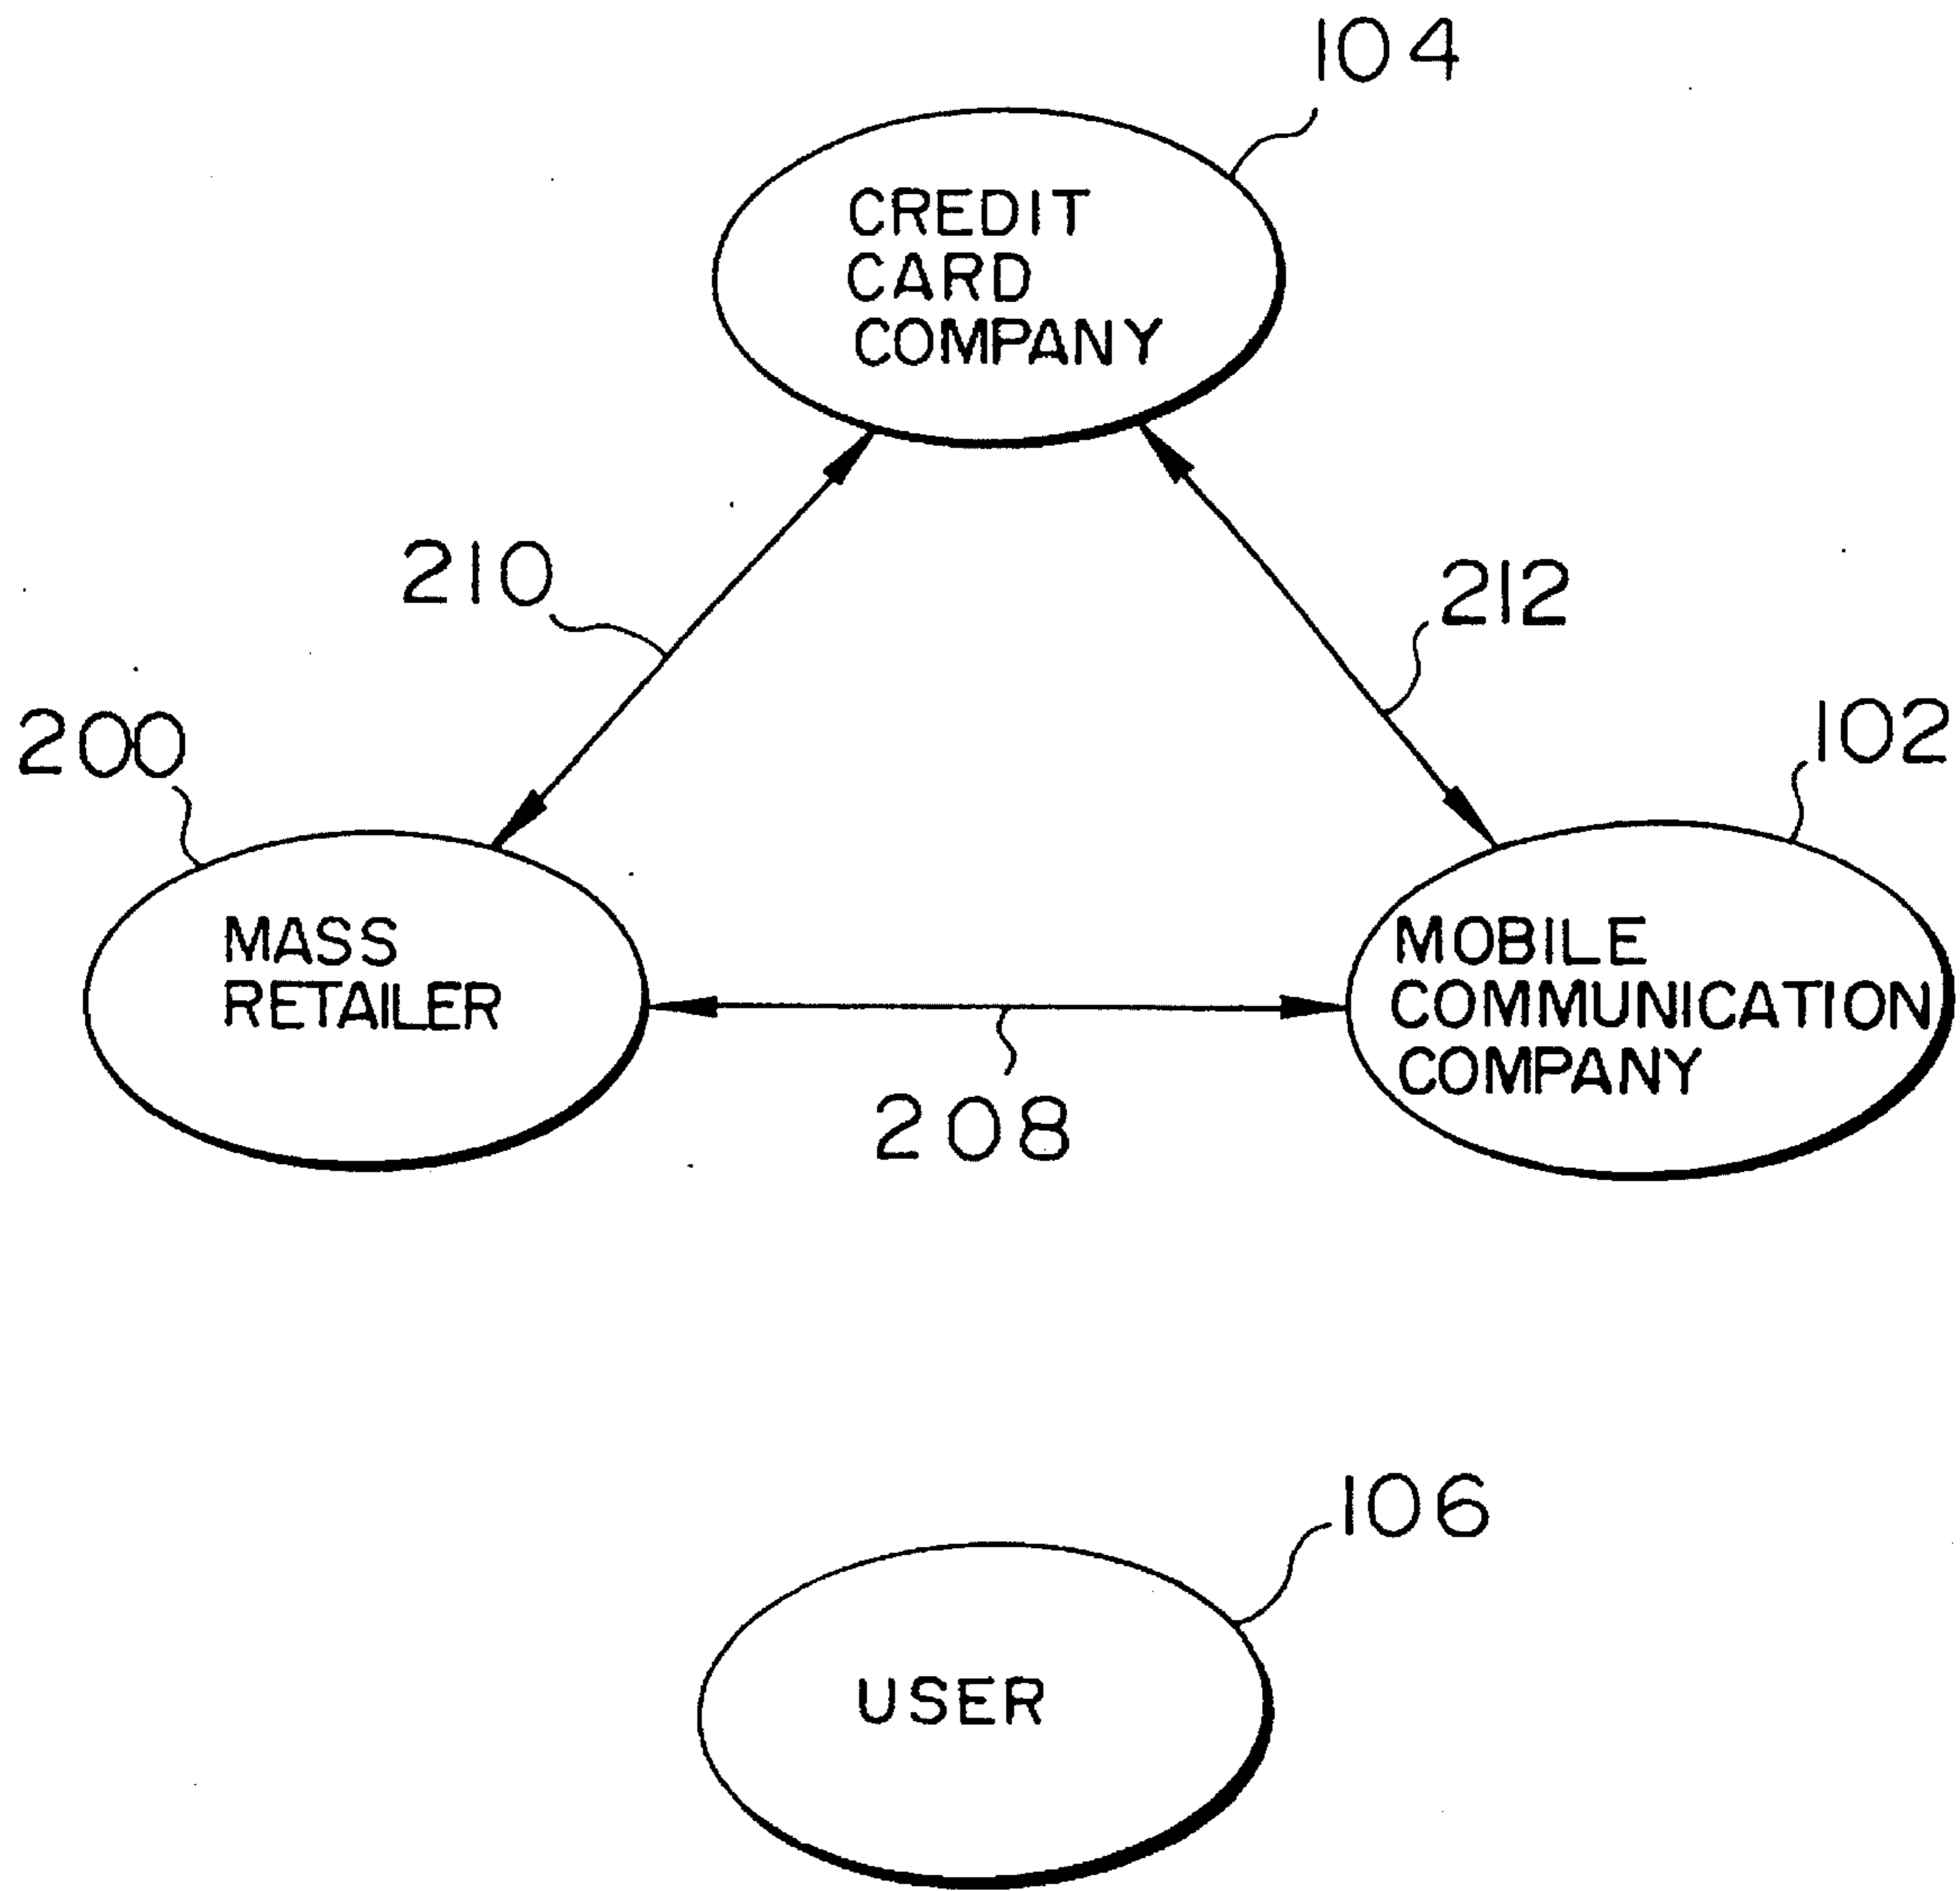 104
CREDIT
CARD
COMPANY
210
212
200
102
MASS
RETAILER
MOBILE
COMMUNICATION
COMPANY
208
106
USER